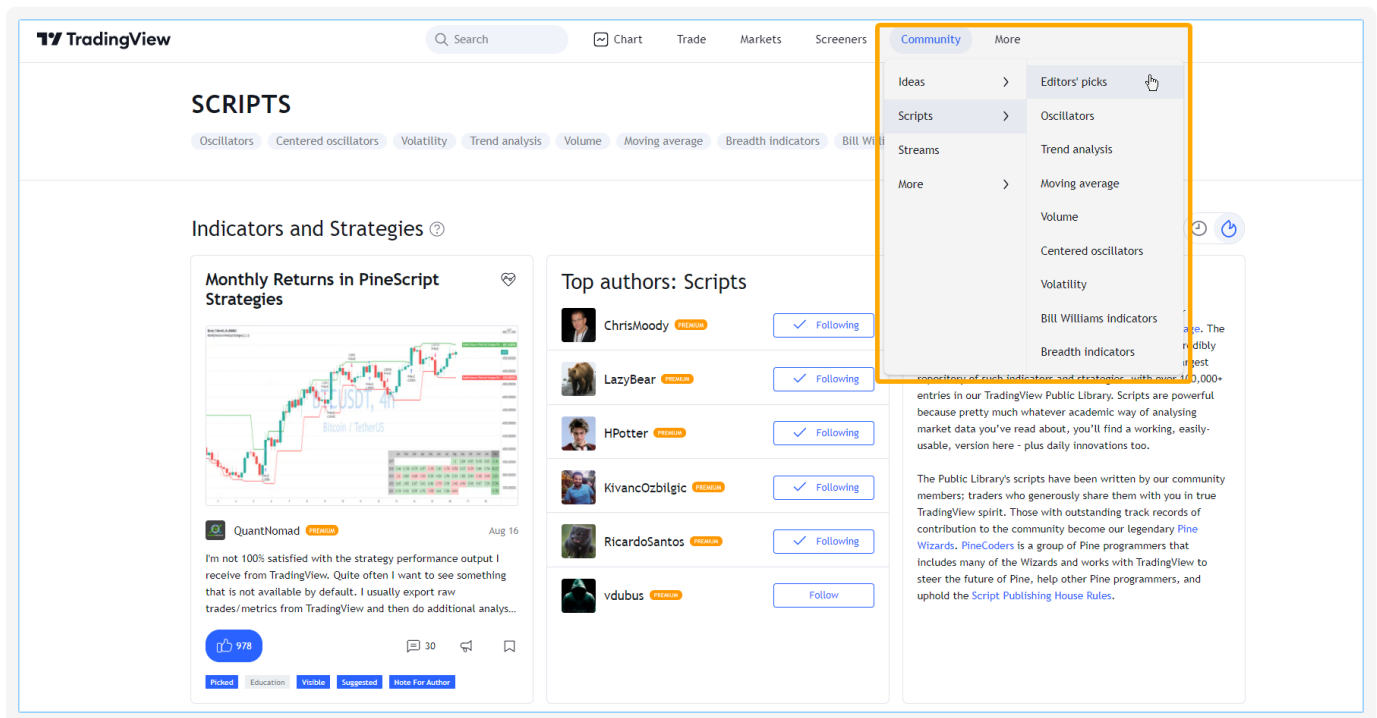 TradingView
Search
Chart
Trade
Markets
Screeners
Community
More
Ideas
Scripts
Streams
More
Editors' picks
Oscillators
Trend analysis
Moving average
Volume
Centered oscillators
Volatility
Bill Williams indicators
Breadth indicators
SCRIPTS
Oscillators
Centered oscillators
Volatility
Trend analysis
Volume
Moving average
Breadth indicators
Bill Willi
Indicators and Strategies
Monthly Returns in PineScript
Strategies
BTCUSDT, 4h
Bitcoin / TetherUS
QuantNomad PREMIUM
Aug 16
I'm not 100% satisfied with the strategy performance output I
receive from TradingView. Quite often I want to see something
that is not available by default. I usually export raw
trades/metrics from TradingView and then do additional analys...
978
30
Picked
Education
Visible
Suggested
Note For Author
Top authors: Scripts
ChrisMoody PREMIUM
Following
LazyBear PREMIUM
Following
HPotter PREMIUM
Following
KivancOzbilgic PREMIUM
Following
RicardoSantos PREMIUM
Following
vdubus PREMIUM
Follow
. The
repository of such indicators and strategies, with over 100,000+
entries in our TradingView Public Library. Scripts are powerful
because pretty much whatever academic way of analysing
market data you've read about, you'll find a working, easily-
usable, version here - plus daily innovations too.
The Public Library's scripts have been written by our community
members; traders who generously share them with you in true
TradingView spirit. Those with outstanding track records of
contribution to the community become our legendary Pine
Wizards. PineCoders is a group of Pine programmers that
includes many of the Wizards and works with TradingView to
steer the future of Pine, help other Pine programmers, and
uphold the Script Publishing House Rules.